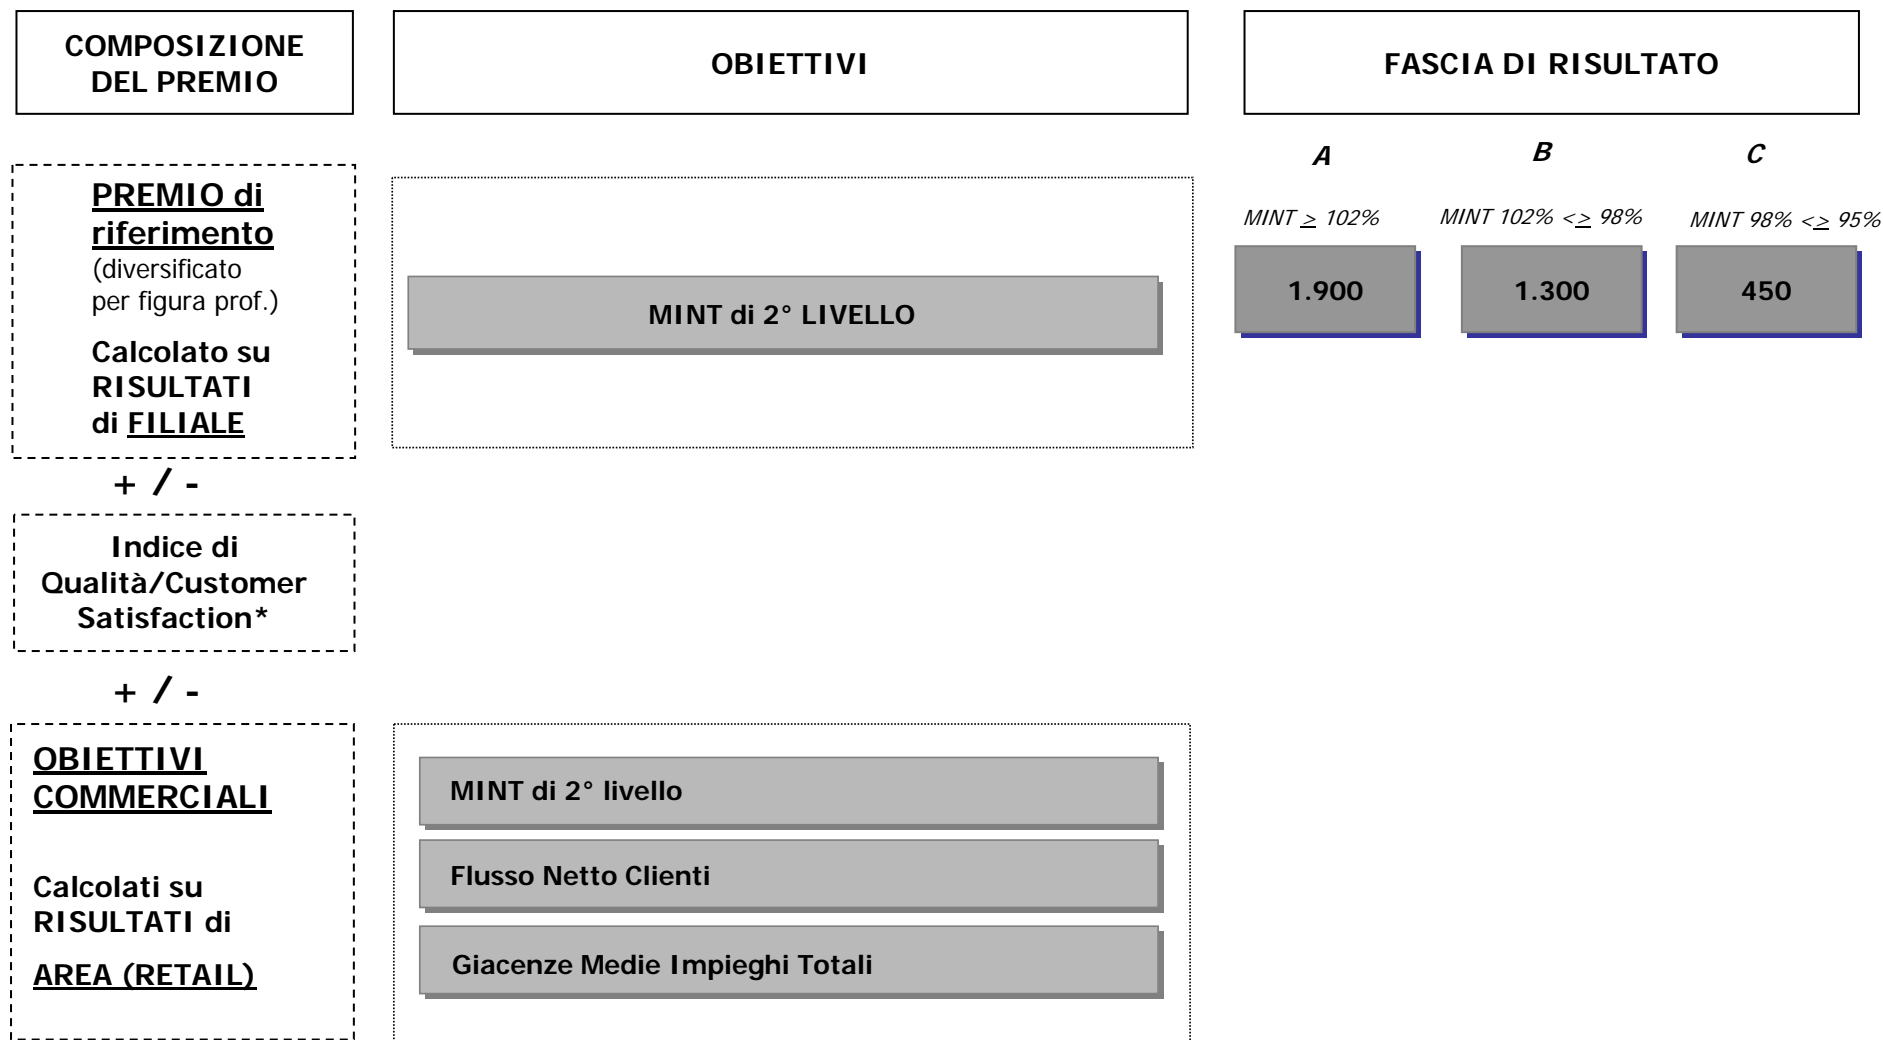 COMPOSIZIONE
DEL PREMIO
OBIETTIVI
FASCIA DI RISULTATO
A
B
C
MINT ≥ 102%
MINT 102% <≥ 98%
MINT 98% <≥ 95%
1.900
1.300
450
PREMIO di
riferimento
(diversificato
per figura prof.)
Calcolato su
RISULTATI
di FILIALE
MINT di 2° LIVELLO
+ / -
Indice di
Qualità/Customer
Satisfaction*
+ / -
OBIETTIVI
COMMERCIALI
Calcolati su
RISULTATI di
AREA (RETAIL)
MINT di 2° livello
Flusso Netto Clienti
Giacenze Medie Impieghi Totali